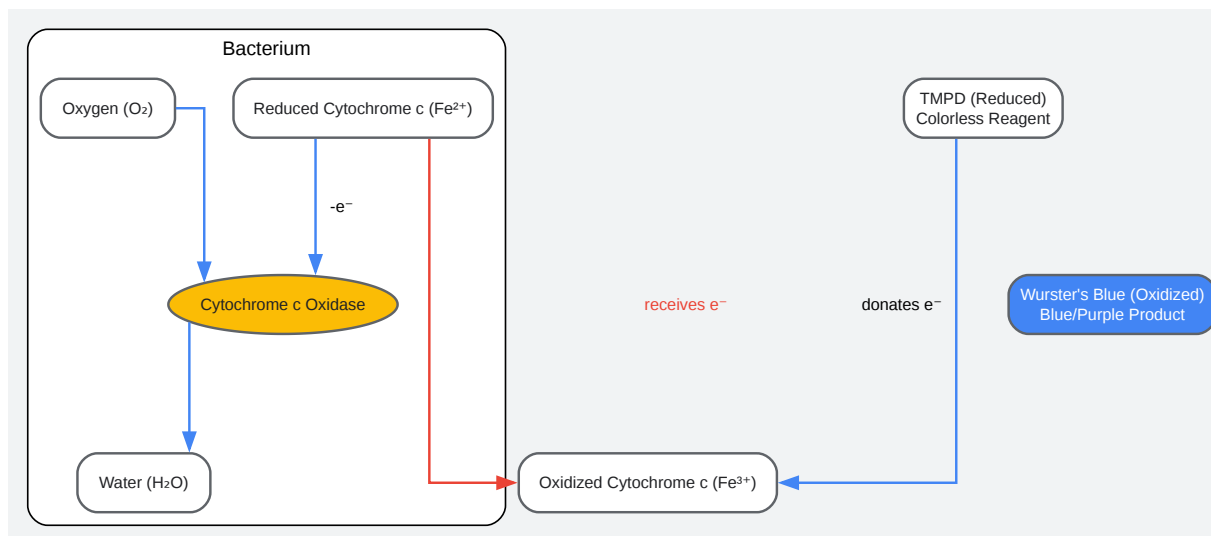 Bacterium
Oxygen (O₂)
Reduced Cytochrome c (Fe²⁺)
TMPD (Reduced)
Colorless Reagent
-e⁻
Cytochrome c Oxidase
receives e⁻
donates e⁻
Wurster's Blue (Oxidized)
Blue/Purple Product
Water (H₂O)
Oxidized Cytochrome c (Fe³⁺)